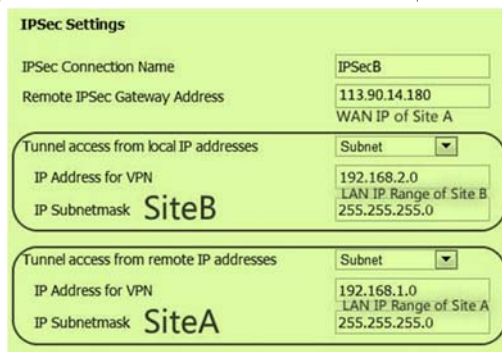 IPSec Settings
IPSec Connection Name IPSecB
Remote IPSec Gateway Address 113.90.14.180
WAN IP of Site A
Tunnel access from local IP addresses Subnet
IP Address for VPN 192.168.2.0
LAN IP Range of Site B
IP Subnetmask SiteB 255.255.255.0
Tunnel access from remote IP addresses Subnet
IP Address for VPN 192.168.1.0
LAN IP Range of Site A
IP Subnetmask SiteA 255.255.255.0